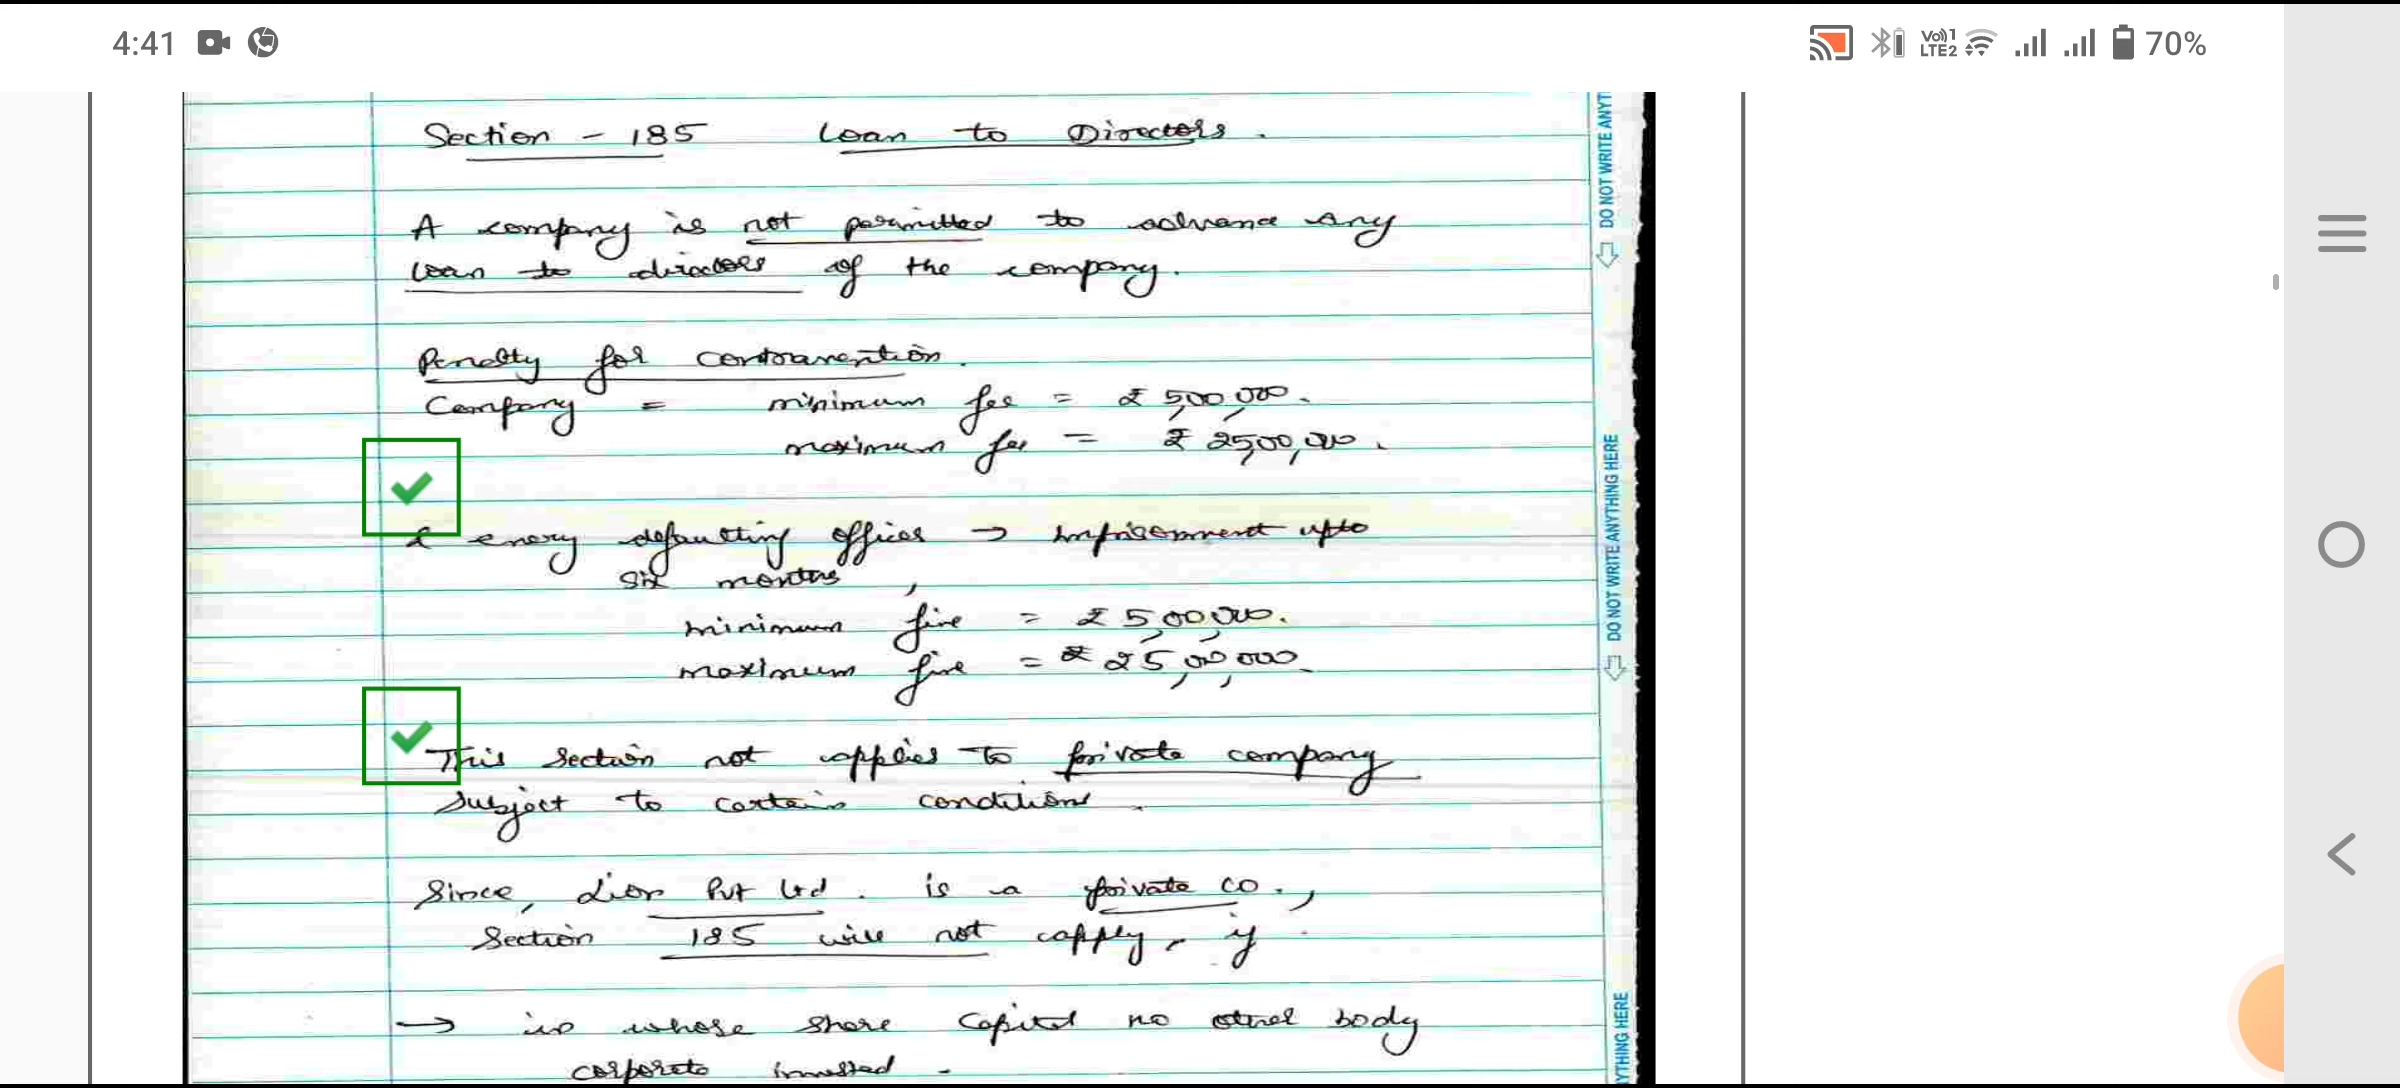 4:41
Vo)) 1
LTE2
70%
Section - 185 Loan to Directors.
A company is not permitted to advance any
loan to directors of the company.
Penalty for contravention.
Company = minimum fee = ₹ 5,00,000.
maximum fee = ₹ 25,00,000.
& every defaulting officer → imprisonment upto
six months,
minimum fine = ₹ 5,00,000.
maximum fine = ₹ 25,00,000.
This section not applies to private company
subject to certain conditions.
Since, Lion Pvt Ltd. is a private co.,
Section 185 will not apply, if
→ in whose share capital no other body
corporate invested.
DO NOT WRITE ANYT
DO NOT WRITE ANYTHING HERE
YTHING HERE